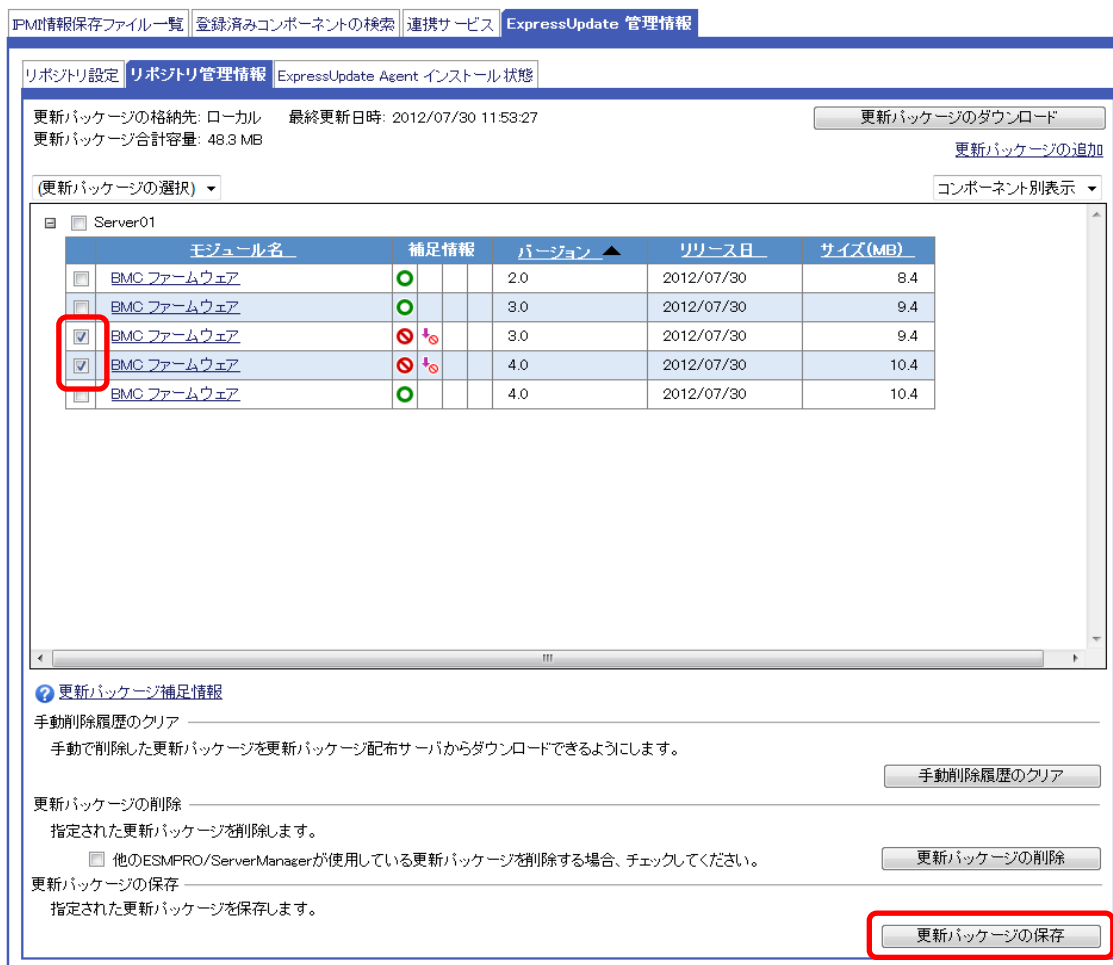 IPMI情報保存ファイル一覧 登録済みコンポーネントの検索 連携サービス ExpressUpdate 管理情報
リポジトリ設定 リポジトリ管理情報 ExpressUpdate Agent インストール状態
更新パッケージの格納先: ローカル 最終更新日時: 2012/07/30 11:53:27 更新パッケージのダウンロード
更新パッケージ合計容量: 48.3 MB
更新パッケージの追加
(更新パッケージの選択) コンポーネント別表示
Server01
モジュール名 補足情報 バージョン リリース日 サイズ(MB)
BMC ファームウェア 2.0 2012/07/30 8.4
BMC ファームウェア 3.0 2012/07/30 9.4
BMC ファームウェア 3.0 2012/07/30 9.4
BMC ファームウェア 4.0 2012/07/30 10.4
BMC ファームウェア 4.0 2012/07/30 10.4
更新パッケージ補足情報
手動削除履歴のクリア
手動で削除した更新パッケージを更新パッケージ配布サーバからダウンロードできるようにします。
手動削除履歴のクリア
更新パッケージの削除
指定された更新パッケージを削除します。
他のESMPRO/ServerManagerが使用している更新パッケージを削除する場合、チェックしてください。 更新パッケージの削除
更新パッケージの保存
指定された更新パッケージを保存します。
更新パッケージの保存